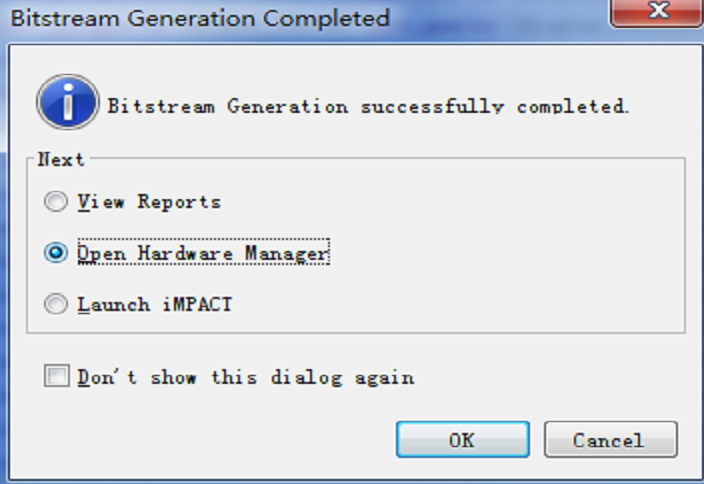 Bitstream Generation Completed
Bitstream Generation successfully completed.
Next
View Reports
Open Hardware Manager
Launch iMPACT
Don't show this dialog again
OK
Cancel